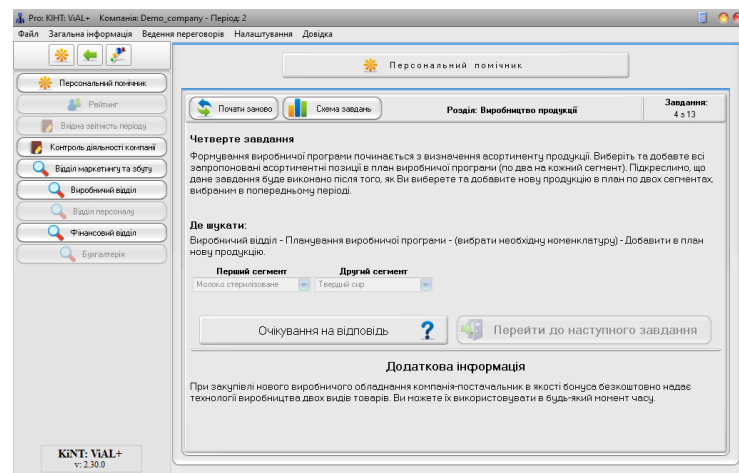 Pro: КІНТ: ViAL+ Компанія: Demo_company - Період: 2
Файл Загальна інформація Ведення переговорів Налаштування Довідка
Персональний помічник
Персональний помічник
Рейтинг
Вхідна звітність періоду
Контроль діяльності компанії
Відділ маркетингу та збуту
Виробничий відділ
Відділ персоналу
Фінансовий відділ
Бухгалтерія
Почати заново
Схема завдань
Розділ: Виробництво продукції
Завдання:
4 з 13
Четверте завдання
Формування виробничої програми починається з визначення асортименту продукції. Виберіть та добавте всі
запропоновані асортиментні позиції в план виробничої програми (по два на кожний сегмент). Підкреслимо, що
дане завдання буде виконано після того, як Ви виберете та добавите нову продукцію в план по двох сегментах,
вибраним в попередньому періоді.
Де шукати:
Виробничий відділ - Планування виробничої програми - (вибрати необхідну номенклатуру) - Добавити в план
нову продукцію.
Перший сегмент Другий сегмент
Молоко стерилізоване Твердий сир
Очікування на відповідь ?
Перейти до наступного завдання
Додаткова інформація
При закупівлі нового виробничого обладнання компанія-постачальник в якості бонуса безкоштовно надає
технології виробництва двох видів товарів. Ви можете їх використовувати в будь-який момент часу.
KiNT: ViAL+
v: 2.30.0